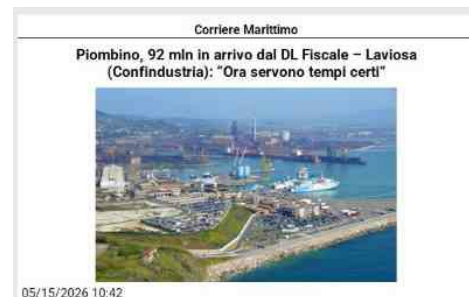 Corriere Marittimo
Piombino, 92 mln in arrivo dal DL Fiscale – Laviosa
(Confindustria): "Ora servono tempi certi"
05/15/2026 10:42